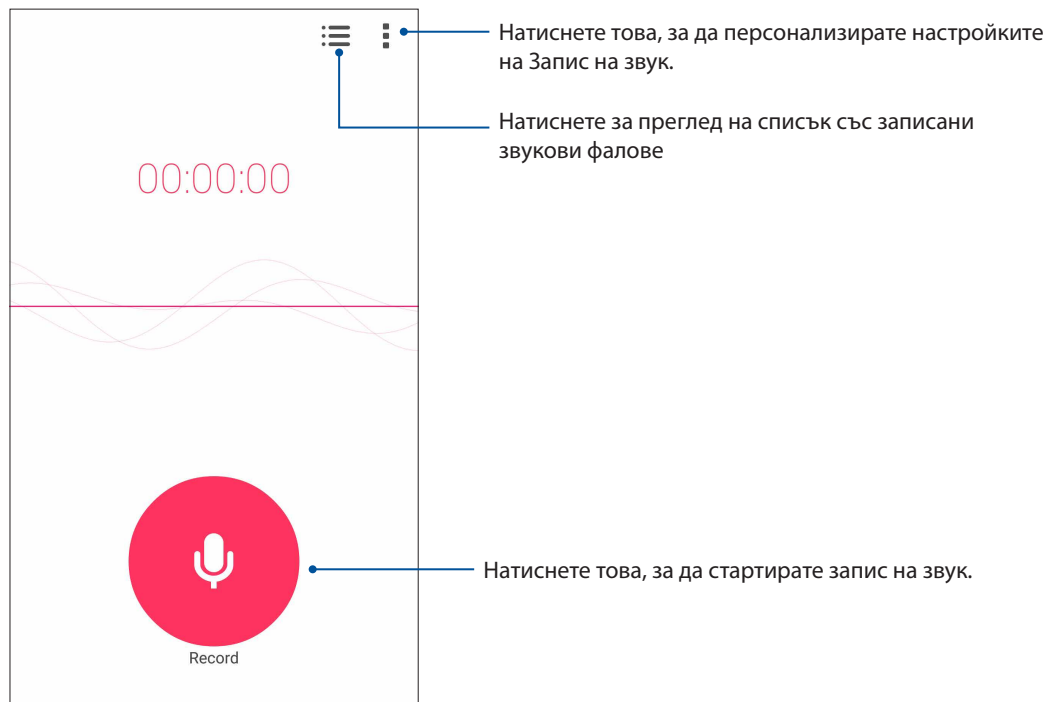 Натиснете това, за да персонализирате настройките
на Запис на звук.
Натиснете за преглед на списък със записани
звукови фалове
00:00:00
Натиснете това, за да стартирате запис на звук.
Record